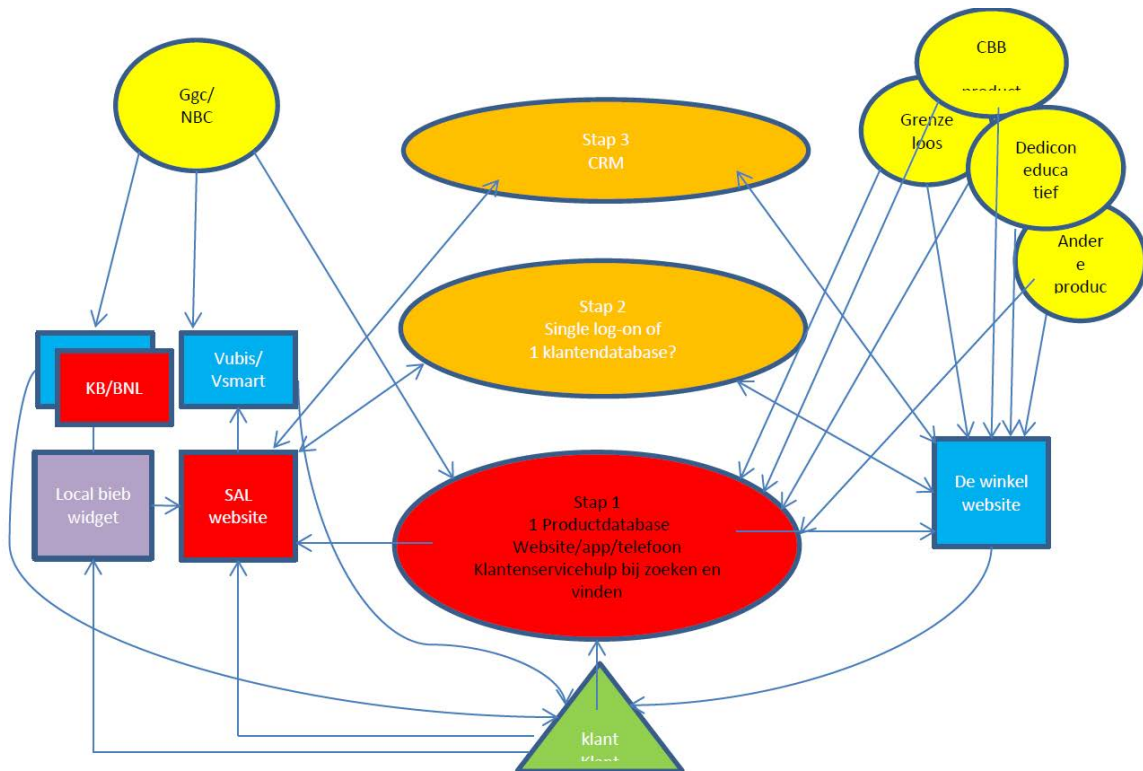 Ggc/
NBC
CBB
product
Grenze
loos
Dedicon
educa
tief
Ander
e
produc
Stap 3
CRM
Stap 2
Single log-on of
1 klantendatabase?
KB/BNL
Vubis/
Vsmart
Local bieb
widget
SAL
website
Stap 1
1 Productdatabase
Website/app/telefoon
Klantenservicehulp bij zoeken en
vinden
De winkel
website
klant
Klant